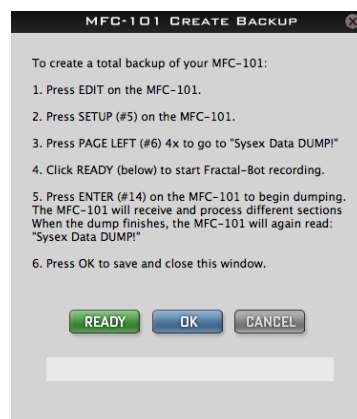 MFC-101 CREATE BACKUP
To create a total backup of your MFC-101:
1. Press EDIT on the MFC-101.
2. Press SETUP (#5) on the MFC-101.
3. Press PAGE LEFT (#6) 4x to go to "Sysex Data DUMP!"
4. Click READY (below) to start Fractal-Bot recording.
5. Press ENTER (#14) on the MFC-101 to begin dumping.
The MFC-101 will receive and process different sections
When the dump finishes, the MFC-101 will again read:
"Sysex Data DUMP!"
6. Press OK to save and close this window.
READY OK CANCEL